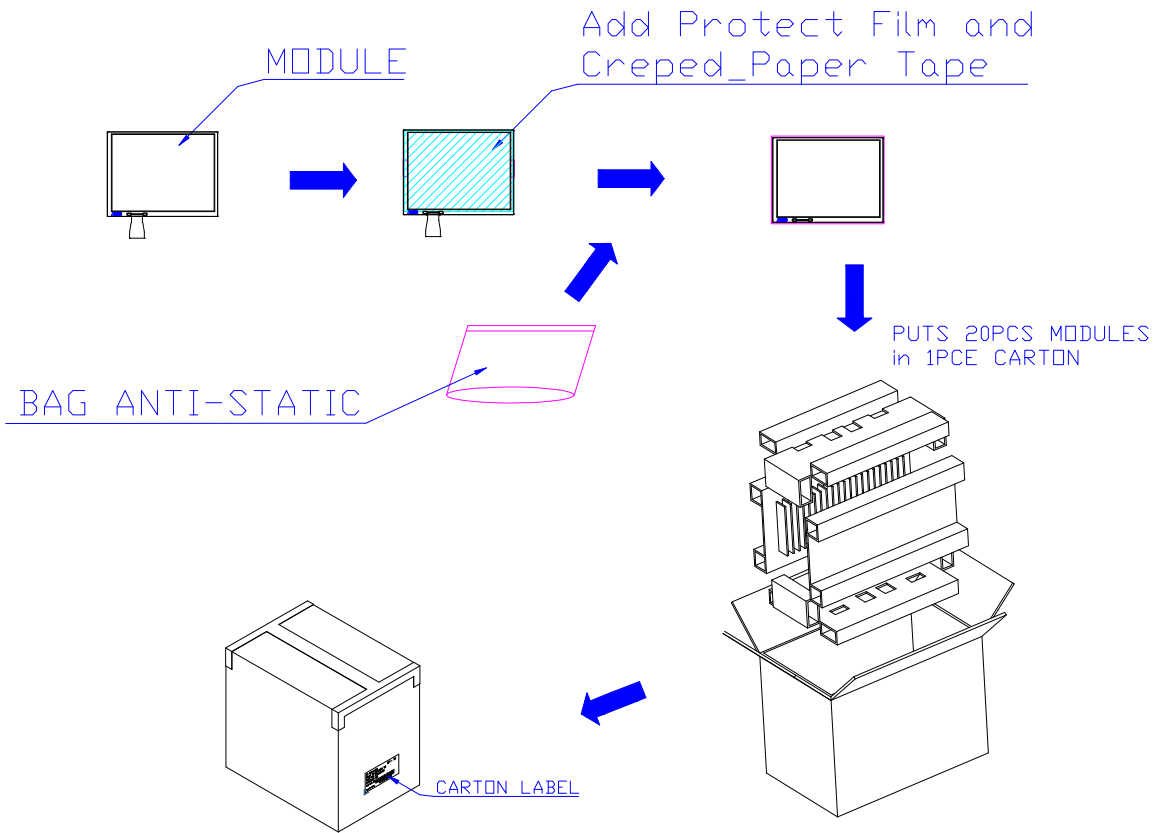 Add Protect Film and
Creped_Paper Tape
MODULE
PUTS 20PCS MODULES
in 1PCE CARTON
BAG ANTI-STATIC
CARTON LABEL